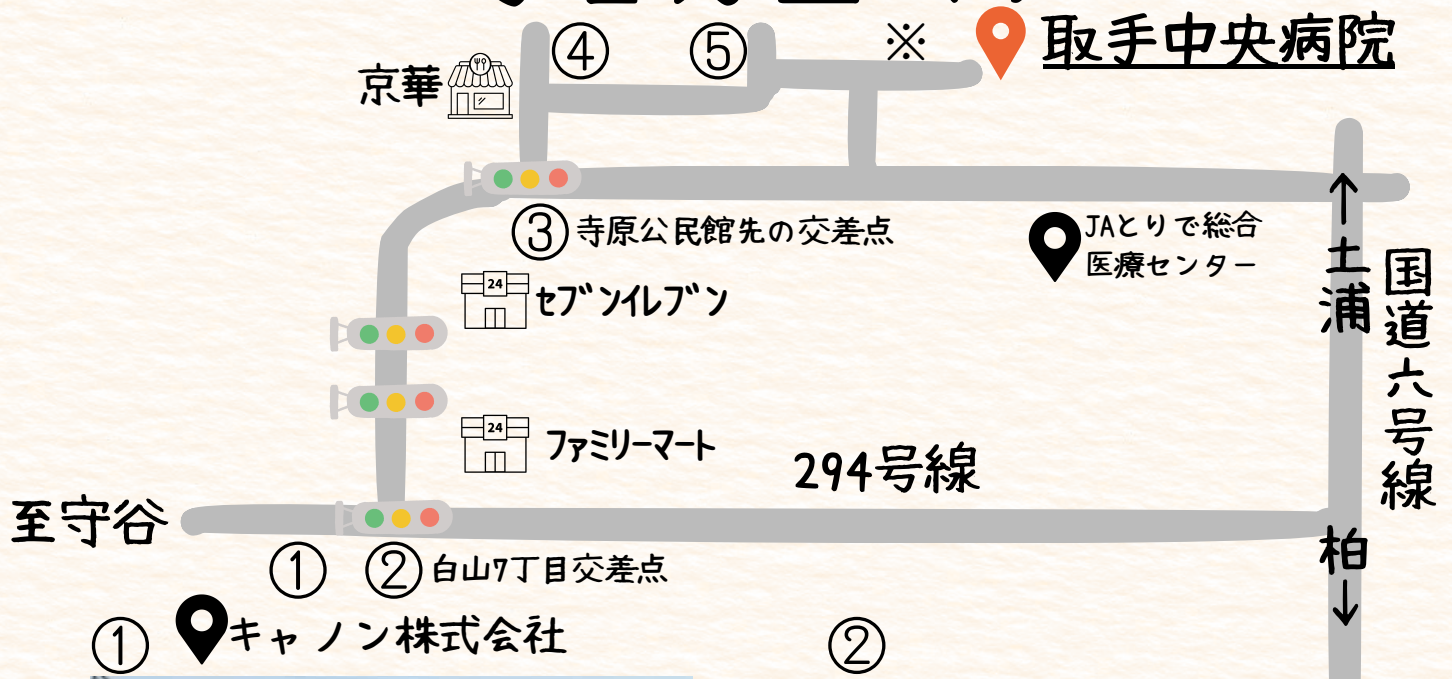 ④
⑤
※
取手中央病院
京華
③寺原公民館先の交差点
JAとりで総合
医療センター
↑土浦
国道六号線
24
セブンイレブン
24
ファミリーマート
294号線
至守谷
柏↓
①
②白山7丁目交差点
①
キャノン株式会社
②